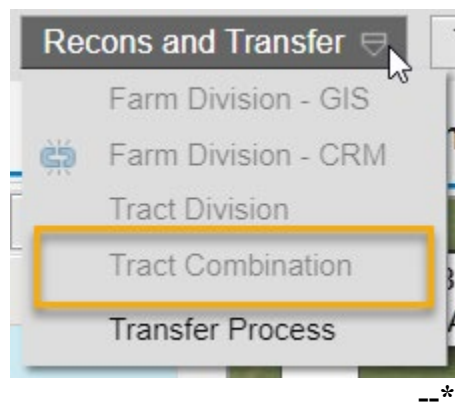 Recons and Transfer
Farm Division - GIS
Farm Division - CRM
Tract Division
Tract Combination
Transfer Process
--*